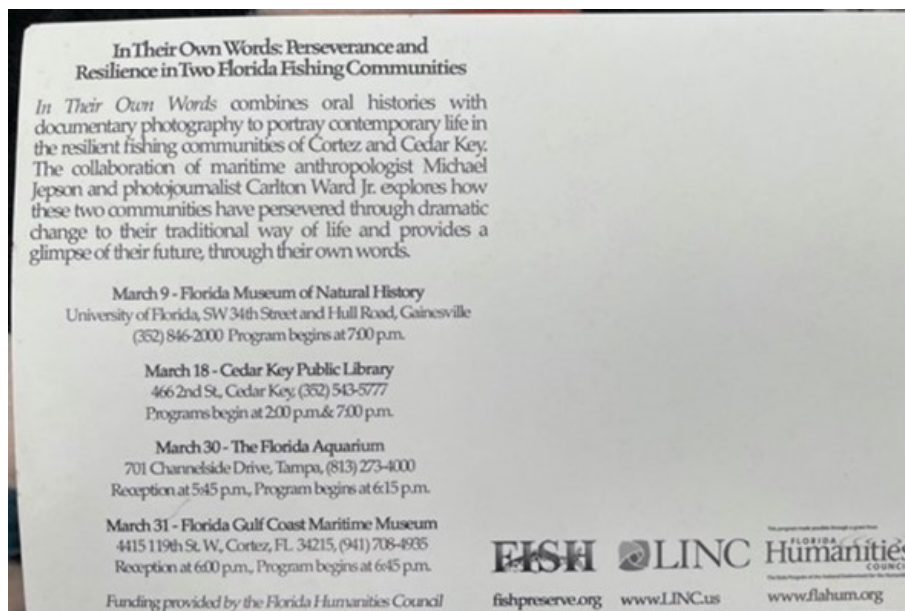 In Their Own Words: Perseverance and
Resilience in Two Florida Fishing Communities
In Their Own Words combines oral histories with
documentary photography to portray contemporary life in
the resilient fishing communities of Cortez and Cedar Key.
The collaboration of maritime anthropologist Michael
Jepson and photojournalist Carlton Ward Jr. explores how
these two communities have persevered through dramatic
change to their traditional way of life and provides a
glimpse of their future, through their own words.
March 9 - Florida Museum of Natural History
University of Florida, SW 34th Street and Hull Road, Gainesville
(352) 846-2000 Program begins at 7:00 p.m.
March 18 - Cedar Key Public Library
466 2nd St., Cedar Key, (352) 543-5777
Programs begin at 2:00 p.m. & 7:00 p.m.
March 30 - The Florida Aquarium
701 Channelside Drive, Tampa, (813) 273-4000
Reception at 5:45 p.m., Program begins at 6:15 p.m.
March 31 - Florida Gulf Coast Maritime Museum
4415 119th St. W., Cortez, FL 34215, (941) 708-4935
Reception at 6:00 p.m., Program begins at 6:45 p.m.
Funding provided by the Florida Humanities Council
FISH
fishpreserve.org
LINC
www.LINC.us
This program made possible through a grant from
FLORIDA
Humanities
COUNCIL
www.flahum.org